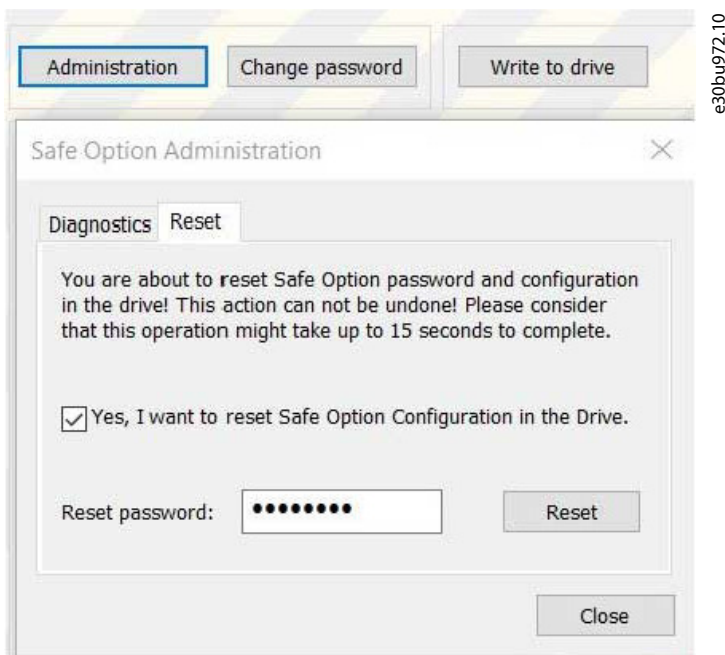 Administration
Change password
Write to drive
e30bu972.10
Safe Option Administration
Diagnostics
Reset
You are about to reset Safe Option password and configuration
in the drive! This action can not be undone! Please consider
that this operation might take up to 15 seconds to complete.
Yes, I want to reset Safe Option Configuration in the Drive.
Reset password:
••••••••
Reset
Close